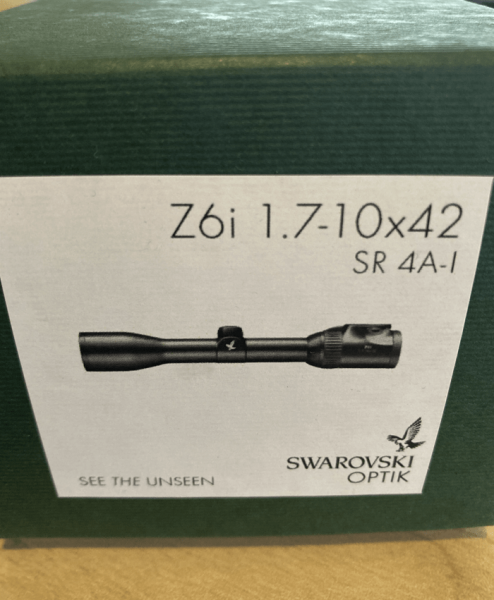 Z6i 1.7-10x42
SR 4A-I
SEE THE UNSEEN
SWAROVSKI
OPTIK